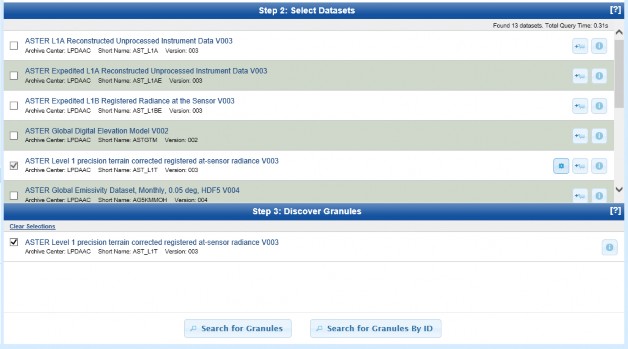 Step 2: Select Datasets [?]
Found 13 datasets. Total Query Time: 0.31s
ASTER L1A Reconstructed Unprocessed Instrument Data V003
Archive Center: LPDAAC Short Name: AST_L1A Version: 003
ASTER Expedited L1A Reconstructed Unprocessed Instrument Data V003
Archive Center: LPDAAC Short Name: AST_L1AE Version: 003
ASTER Expedited L1B Registered Radiance at the Sensor V003
Archive Center: LPDAAC Short Name: AST_L1BE Version: 003
ASTER Global Digital Elevation Model V002
Archive Center: LPDAAC Short Name: ASTGTM Version: 002
ASTER Level 1 precision terrain corrected registered at-sensor radiance V003
Archive Center: LPDAAC Short Name: AST_L1T Version: 003
ASTER Global Emissivity Dataset, Monthly, 0.05 deg, HDF5 V004
Archive Center: LPDAAC Short Name: AG5KMMOH Version: 004
Step 3: Discover Granules [?]
Clear Selections
ASTER Level 1 precision terrain corrected registered at-sensor radiance V003
Archive Center: LPDAAC Short Name: AST_L1T Version: 003
Search for Granules Search for Granules By ID